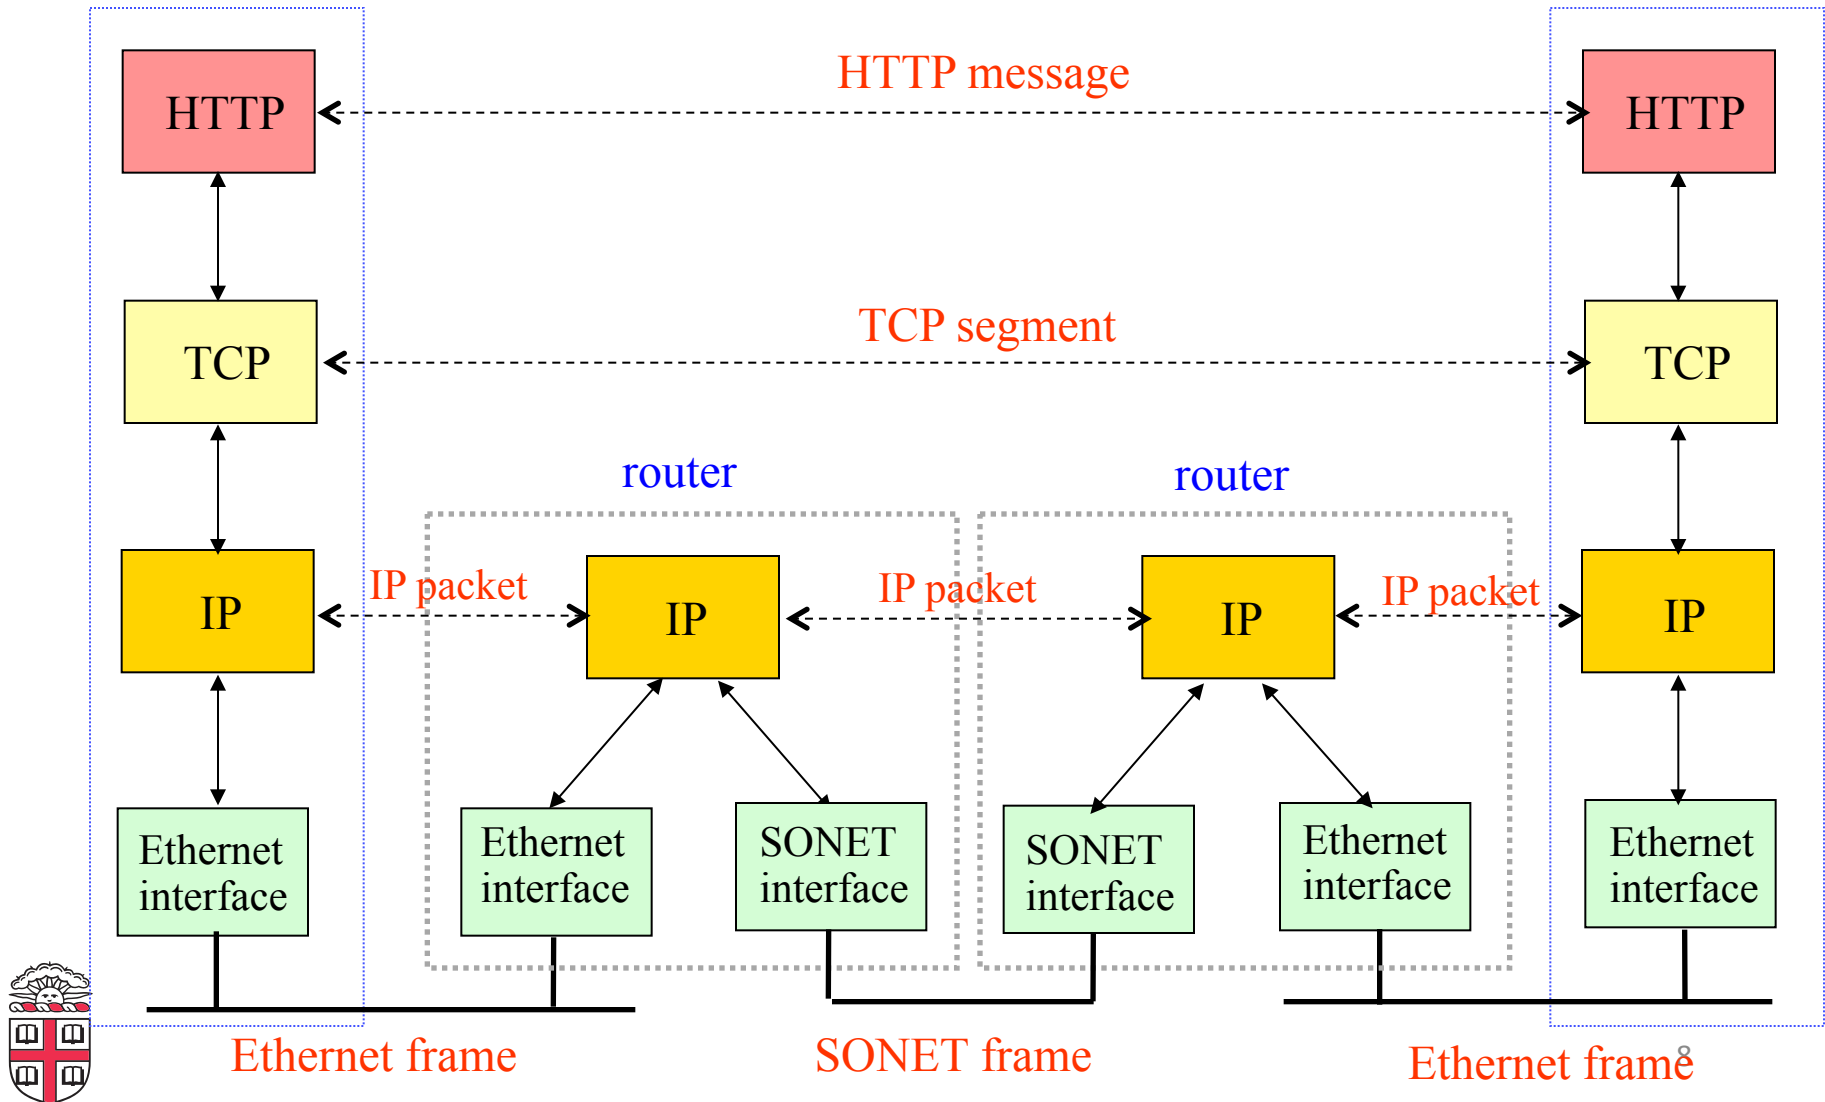 HTTP message
HTTP
HTTP
TCP segment
TCP
TCP
router
router
IP packet
IP packet
IP packet
IP
IP
IP
IP
Ethernet
interface
Ethernet
interface
SONET
interface
SONET
interface
Ethernet
interface
Ethernet
interface
Ethernet frame
SONET frame
Ethernet frame
8